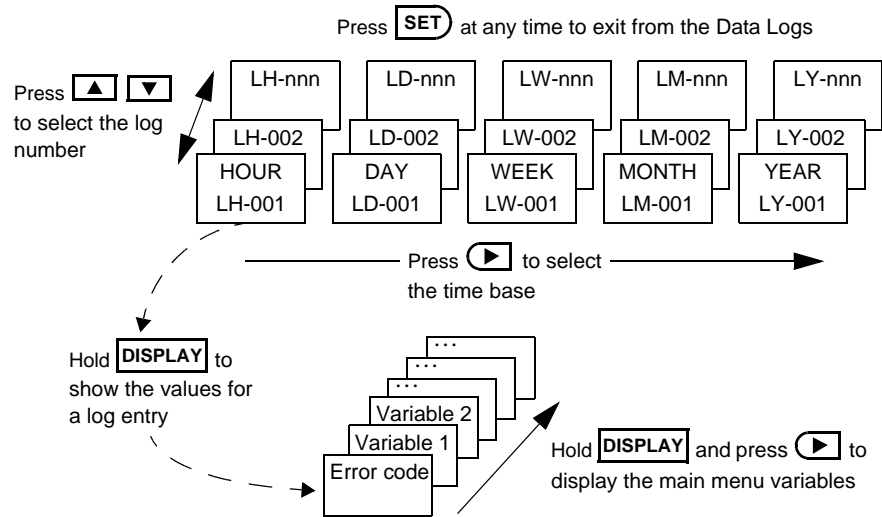 Press SET at any time to exit from the Data Logs
Press ▲ ▼
to select the log
number
LH-nnn LD-nnn LW-nnn LM-nnn LY-nnn
LH-002 LD-002 LW-002 LM-002 LY-002
HOUR DAY WEEK MONTH YEAR
LH-001 LD-001 LW-001 LM-001 LY-001
Press ▶ to select
the time base
Hold DISPLAY to
show the values for
a log entry
...
...
...
Variable 2
Variable 1
Error code
Hold DISPLAY and press ▶ to
display the main menu variables